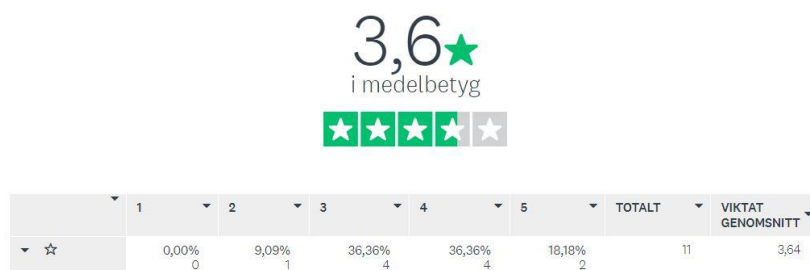 3,6
i medelbetyg
1 2 3 4 5 TOTALT VIKTAT GENOMSNITT
0,00% 9,09% 36,36% 36,36% 18,18% 11 3,64
0 1 4 4 2